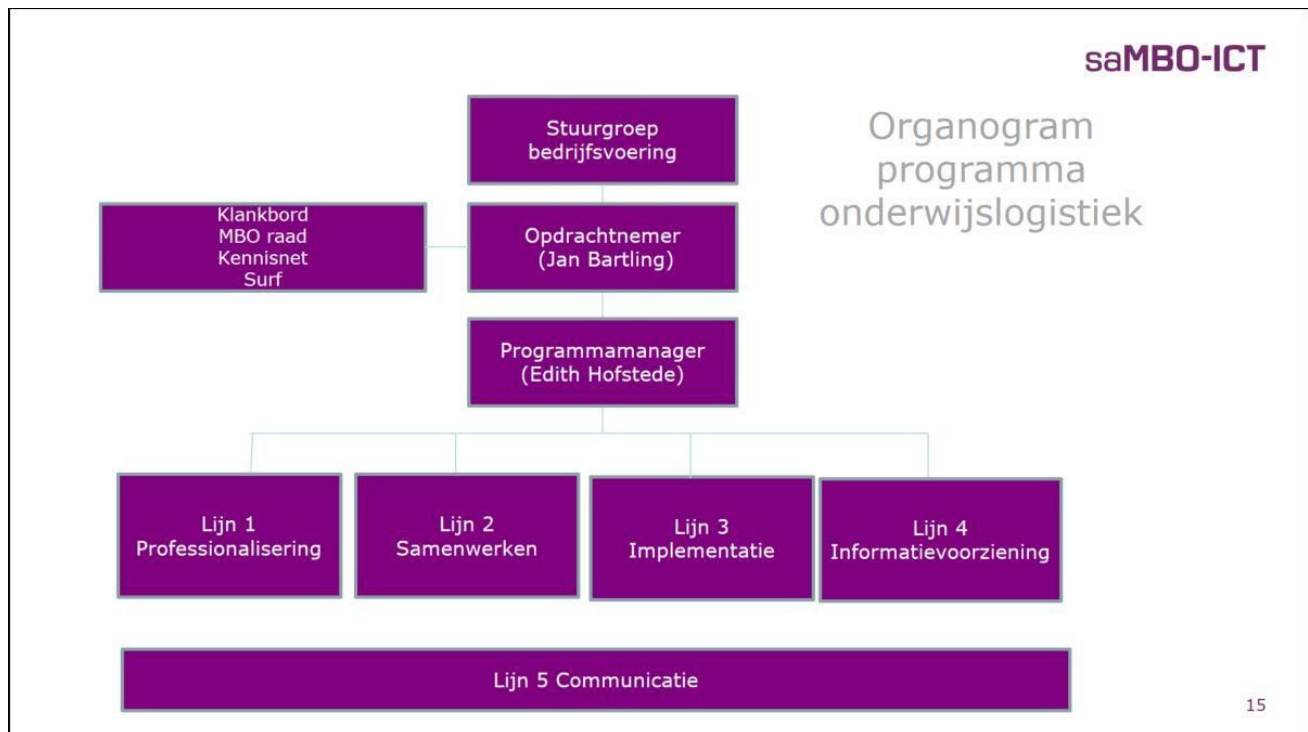 saMBO-ICT
Organogram
programma
onderwijslogistiek
Stuurgroep
bedrijfsvoering
Klankbord
MBO raad
Kennisnet
Surf
Opdrachtnemer
(Jan Bartling)
Programmamanager
(Edith Hofstede)
Lijn 1
Professionalisering
Lijn 2
Samenwerken
Lijn 3
Implementatie
Lijn 4
Informatievoorziening
Lijn 5 Communicatie
15